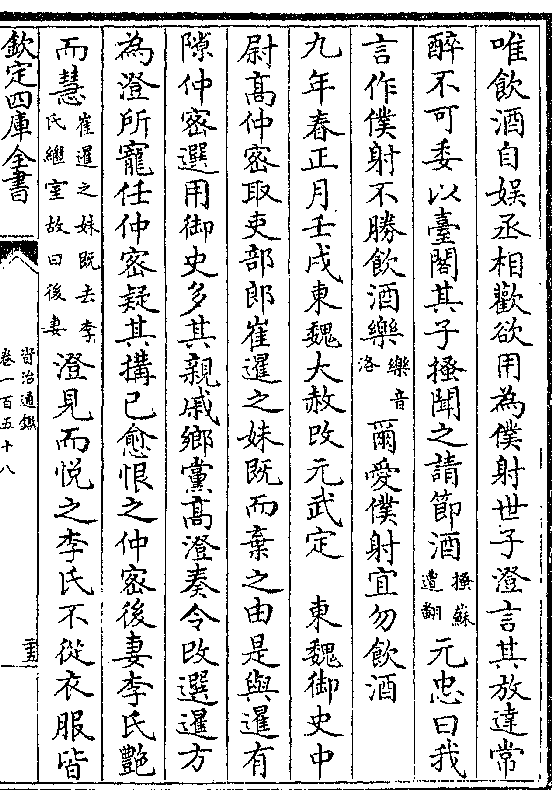 唯飲酒自娱丞相歡欲用為僕射世子澄言其放達常
醉不可委以臺閣其子搔聞之請節酒搔蘇遭翻元忠曰我
言作僕射不勝飲酒樂樂音洛爾愛僕射宜勿飲酒
九年春正月壬戌東魏大赦改元武定　東魏御史中
尉髙仲密取吏部郎崔暹之妹既而棄之由是與暹有
隙仲密選用御史多其親戚鄉黨髙澄奏令改選暹方
為澄所寵任仲密疑其搆已愈恨之仲密後妻李氏艶
而慧崔暹之妹既去李氏繼室故曰後妻澄見而悦之李氏不從衣服皆
欽定四庫全書
資治通鑑
卷一百五十八